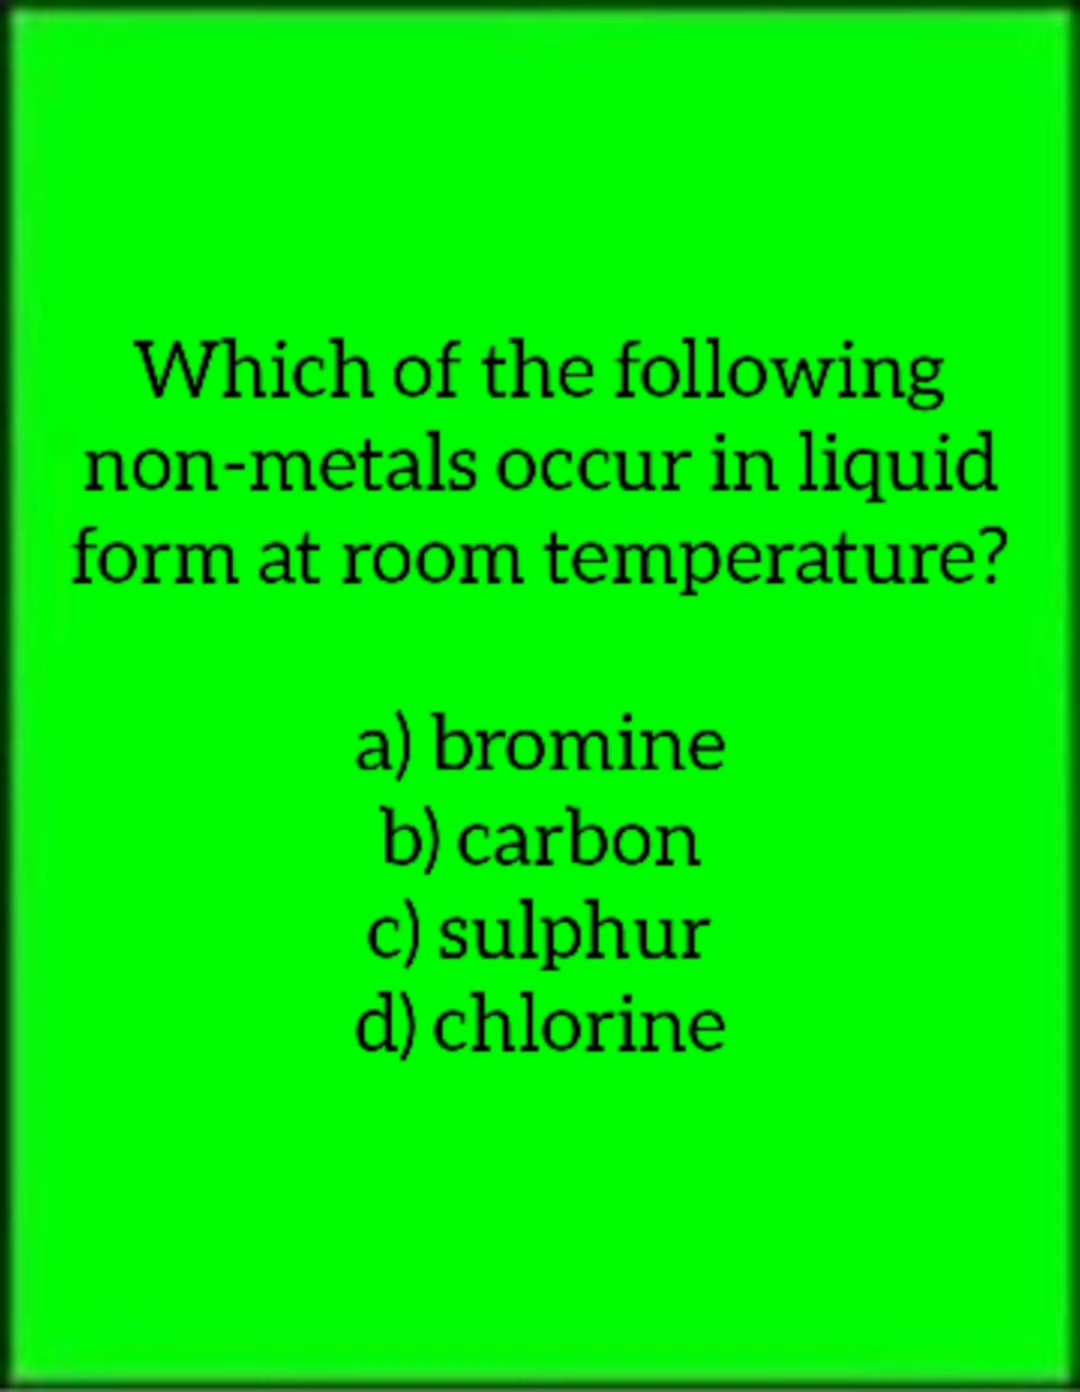 Which of the following
non-metals occur in liquid
form at room temperature?
a) bromine
b) carbon
c) sulphur
d) chlorine